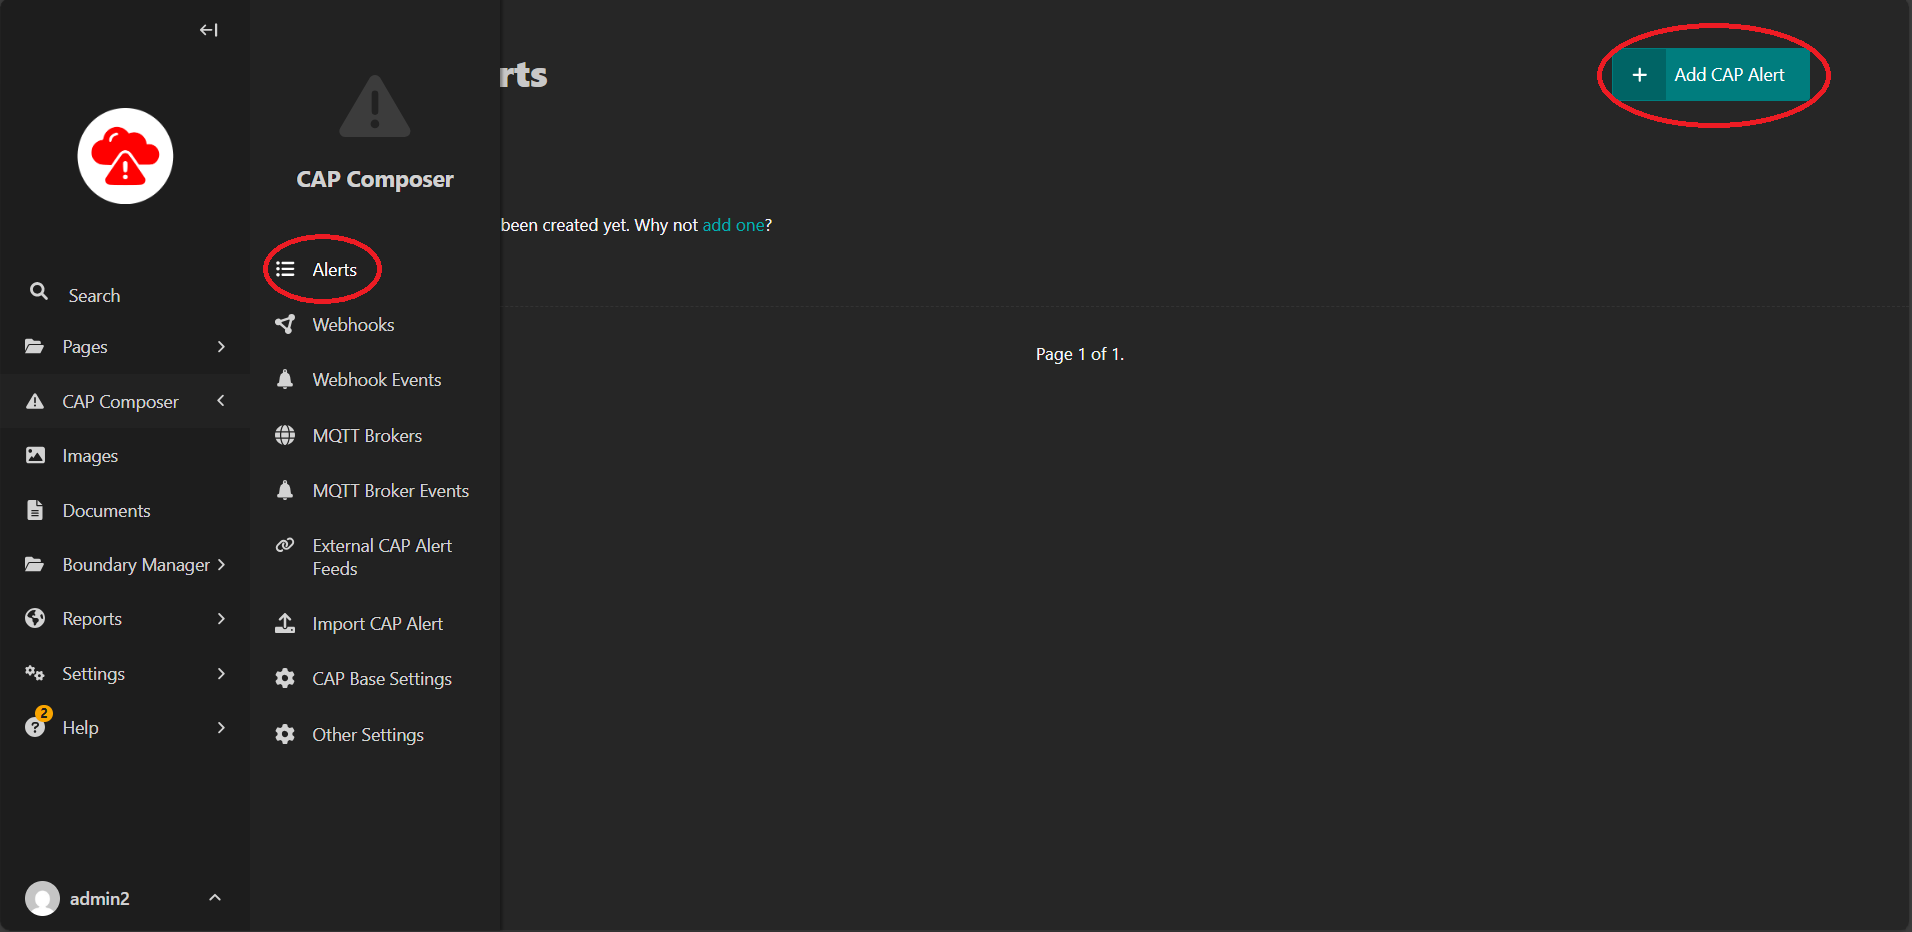 Search
Pages
CAP Composer
Images
Documents
Boundary Manager
Reports
Settings
2
Help
admin2
CAP Composer
Alerts
Webhooks
Webhook Events
MQTT Brokers
MQTT Broker Events
External CAP Alert
Feeds
Import CAP Alert
CAP Base Settings
Other Settings
rts
Add CAP Alert
been created yet. Why not add one?
Page 1 of 1.